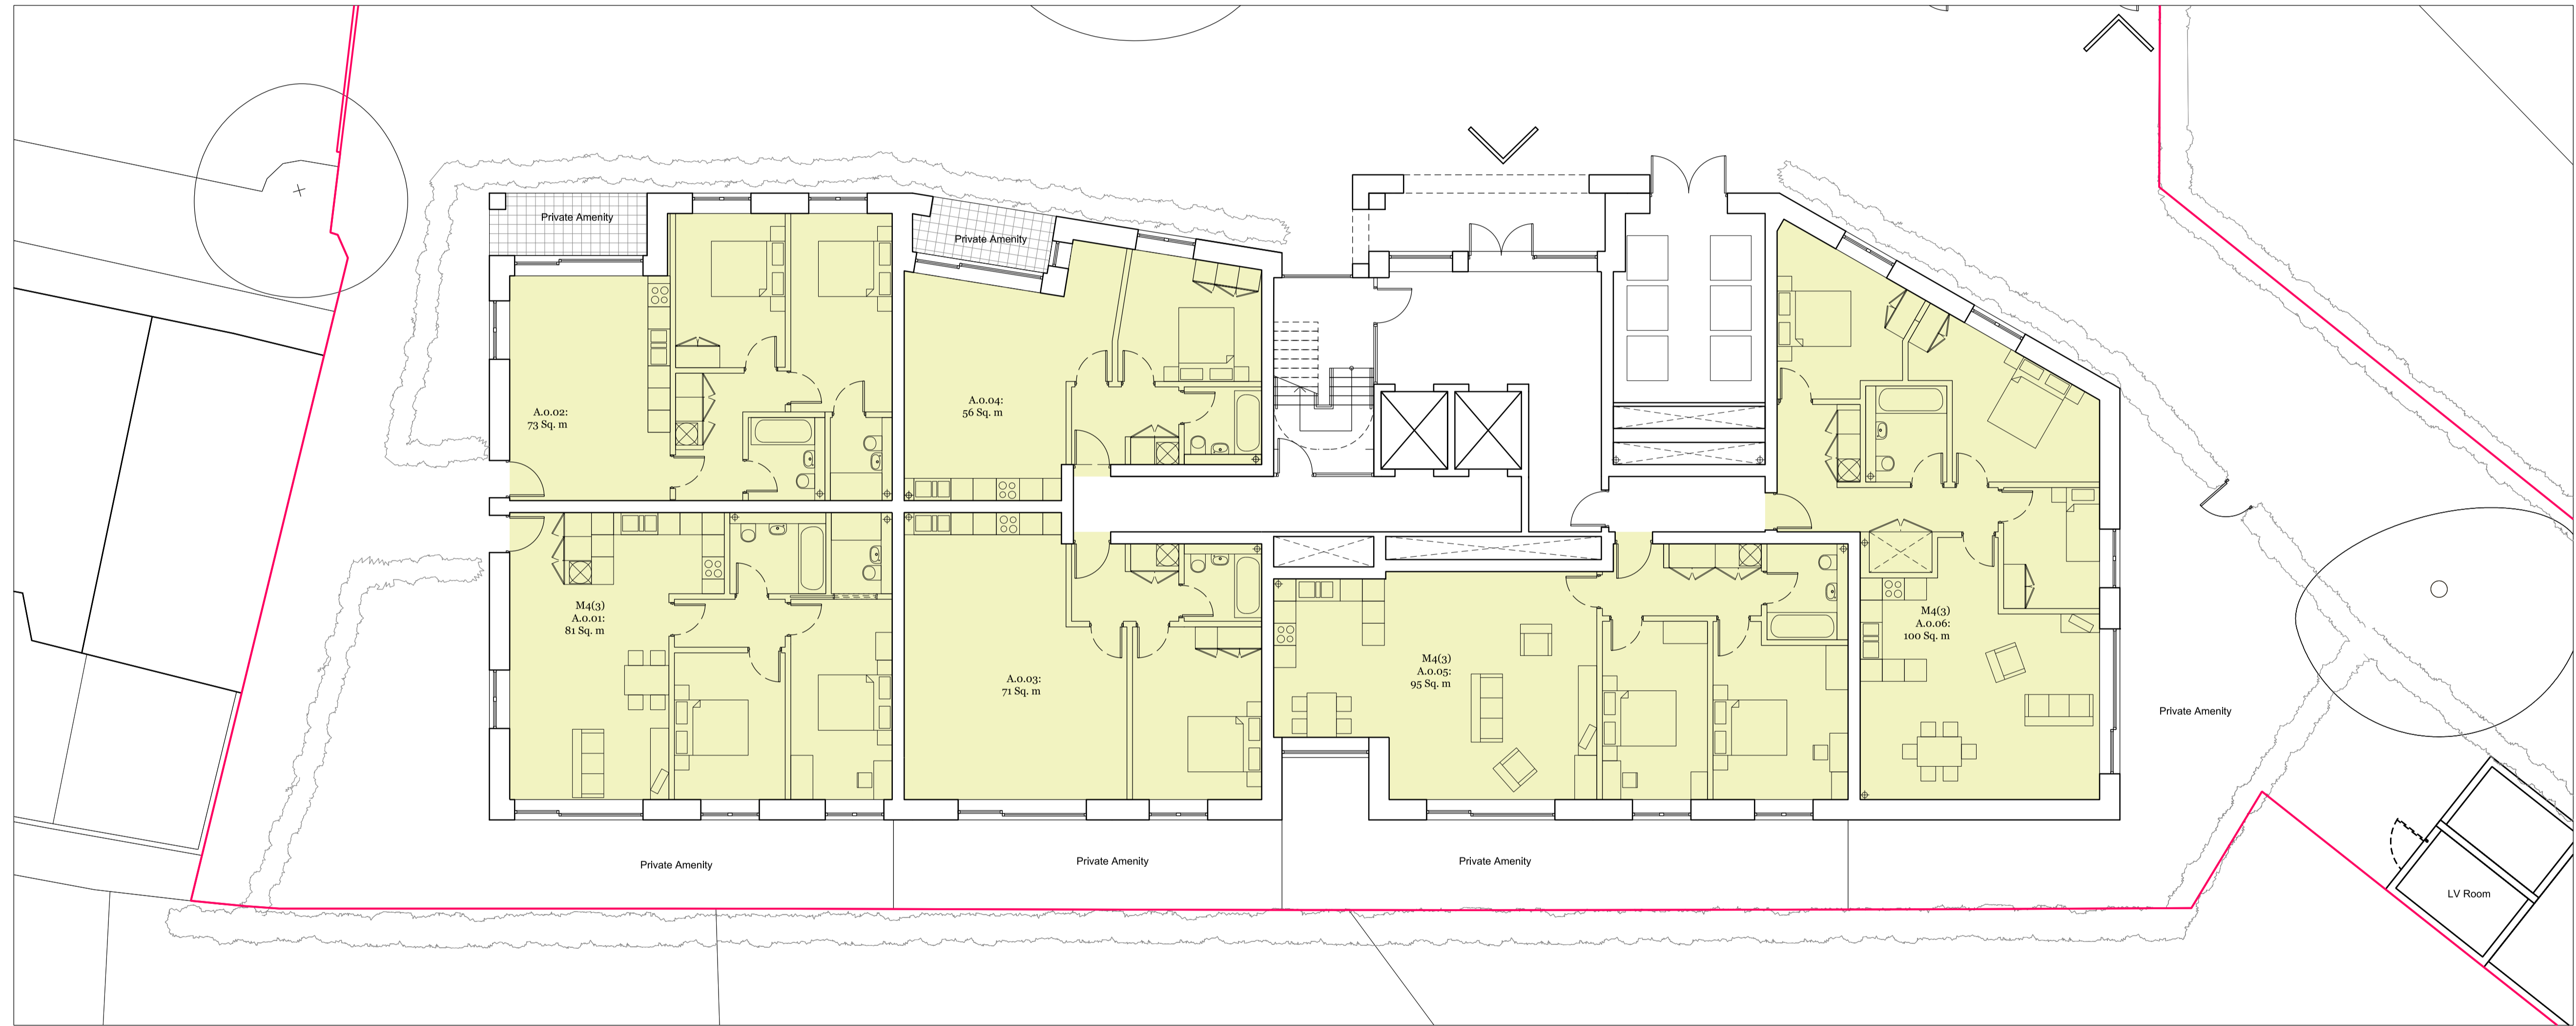 Private Amenity
Private Amenity
A.0.02:
73 Sq. m
A.0.04:
56 Sq. m
M4(3)
A.0.01:
81 Sq. m
A.0.03:
71 Sq. m
M4(3)
A.0.05:
95 Sq. m
M4(3)
A.0.06:
100 Sq. m
Private Amenity
Private Amenity
Private Amenity
Private Amenity
LV Room